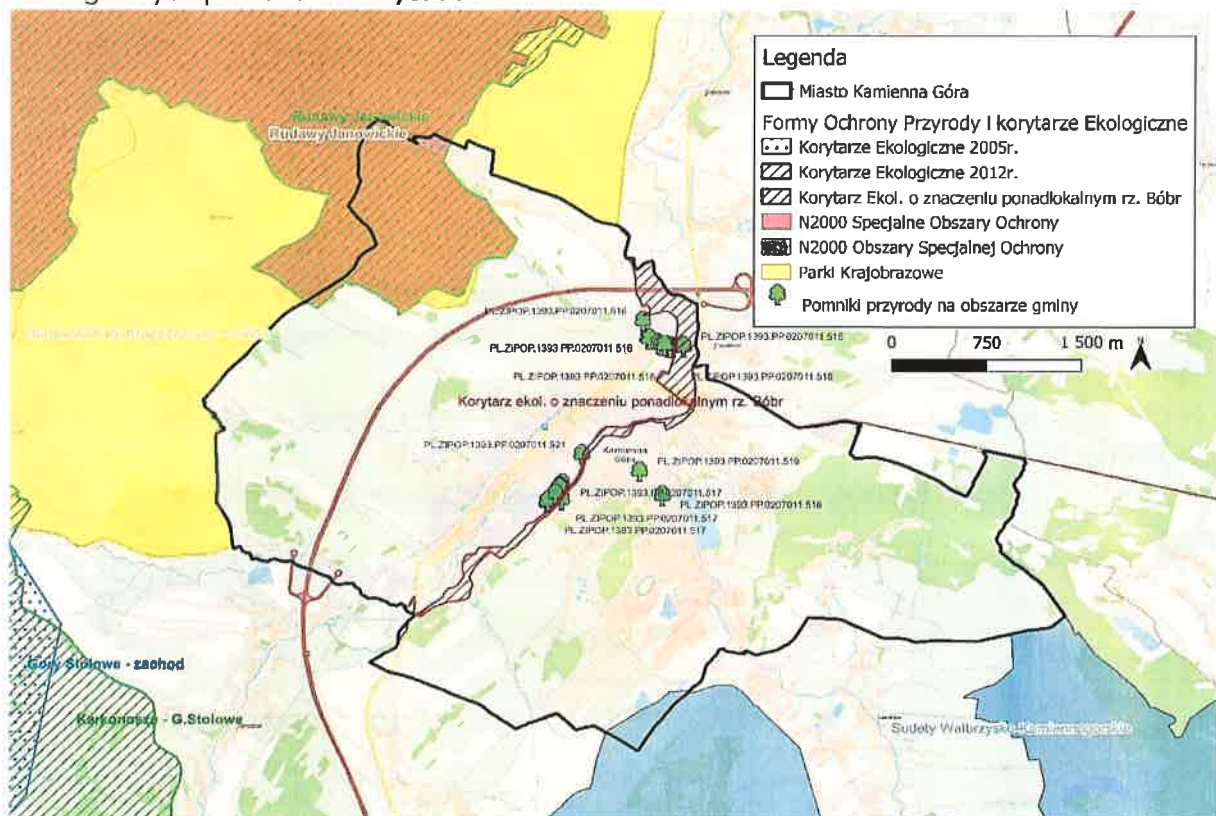 Legenda
Miasto Kamienna Góra
Formy Ochrony Przyrody i korytarze Ekologiczne
Korytarze Ekologiczne 2005r.
Korytarze Ekologiczne 2012r.
Korytarz Ekol. o znaczeniu ponadlokalnym rz. Bóbr
N2000 Specjalne Obszary Ochrony
N2000 Obszary Specjalnej Ochrony
Parki Krajobrazowe
Pomniki przyrody na obszarze gminy
0 750 1 500 m
Rudawy Janowickie
Rudawy Janowickie
PL.ZIPOP.1393.PP.0207011.516
PL.ZIPOP.1393.PP.0207011.515
PL.ZIPOP.1393.PP.0207011.516
PL.ZIPOP.1393.PP.0207011.518
PL.ZIPOP.1393.PP.0207011.518
Korytarz ekol. o znaczeniu ponadlokalnym rz. Bóbr
PL.ZIPOP.1393.PP.0207011.521
Kamienna
Góra
PL.ZIPOP.1393.PP.0207011.519
PL.ZIPOP.1393.PP.0207011.517
PL.ZIPOP.1393.PP.0207011.516
PL.ZIPOP.1393.PP.0207011.517
PL.ZIPOP.1393.PP.0207011.517
Góry Stołowe - zachod
Karkonosze - G.Stolowe
Sudety Wałbrzysko-Kamiennogórskie